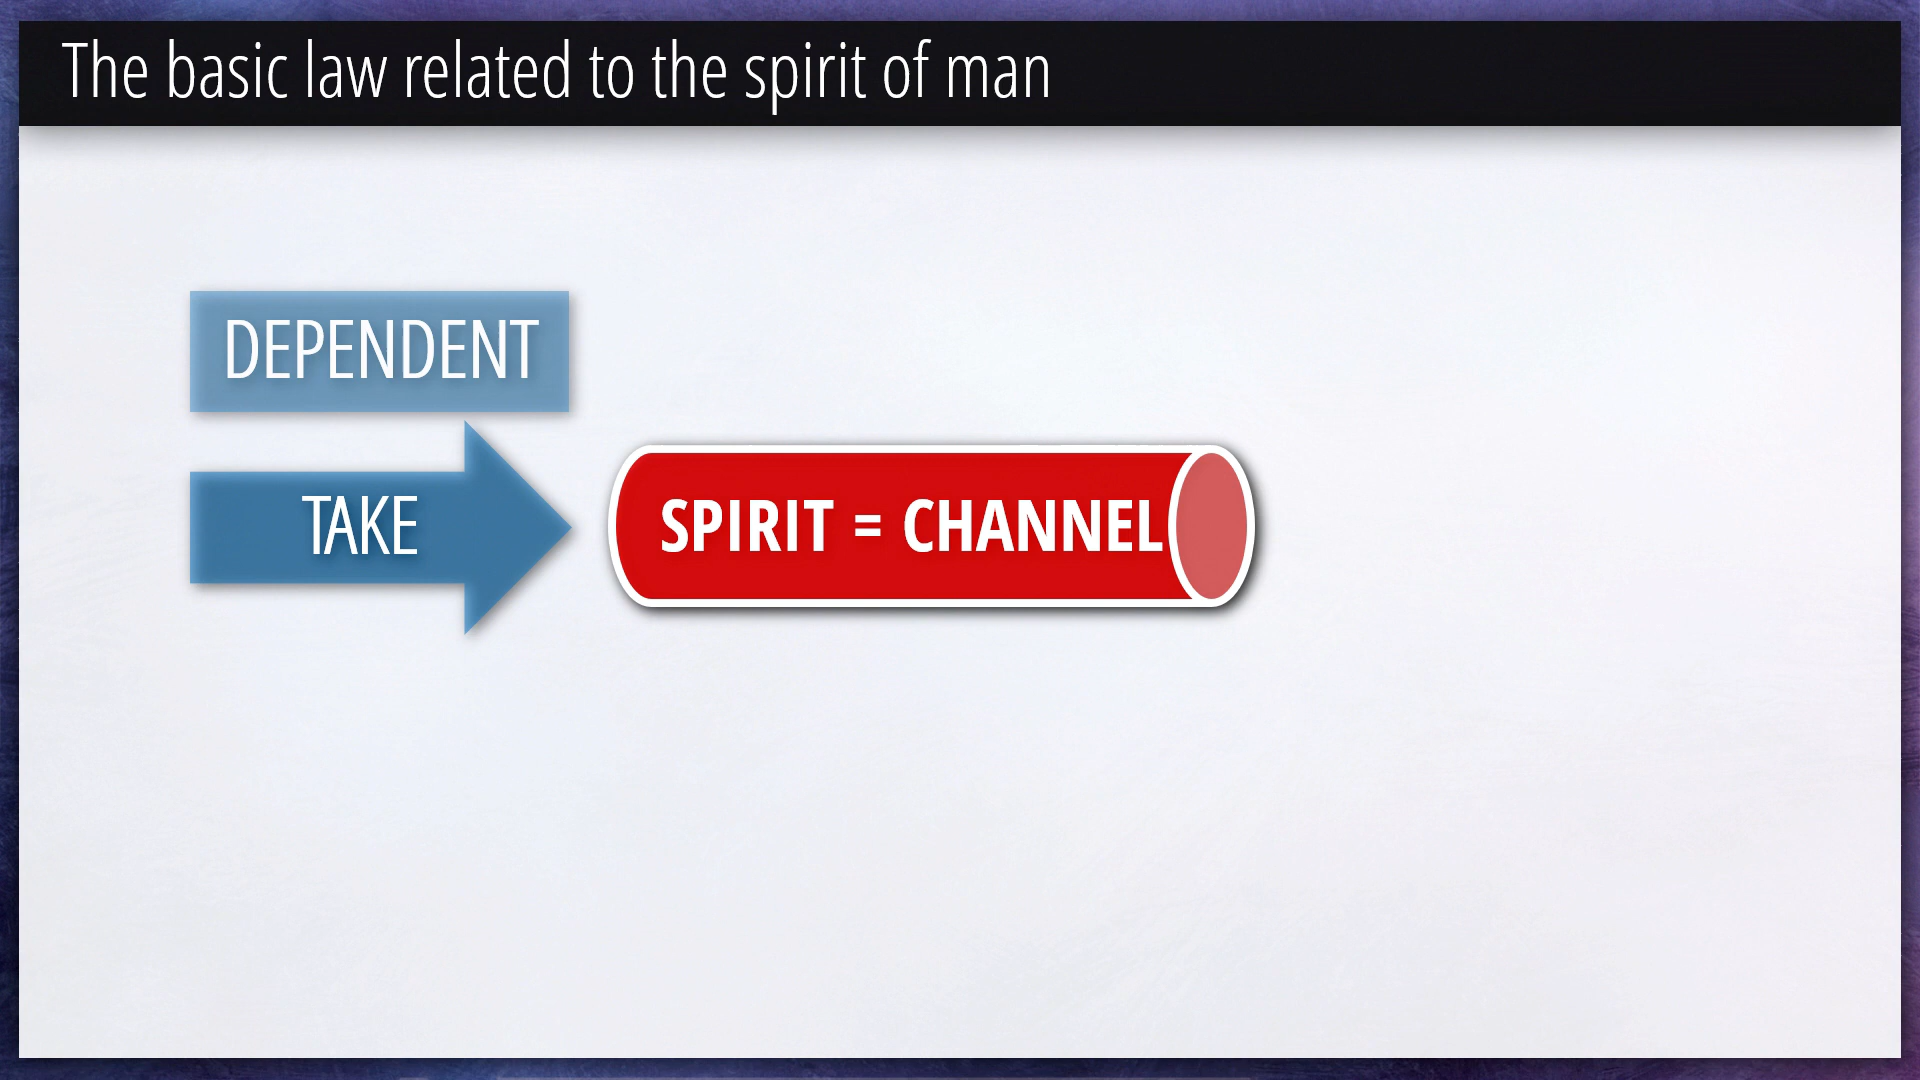 The basic law related to the spirit of man
DEPENDENT
TAKE
SPIRIT = CHANNEL